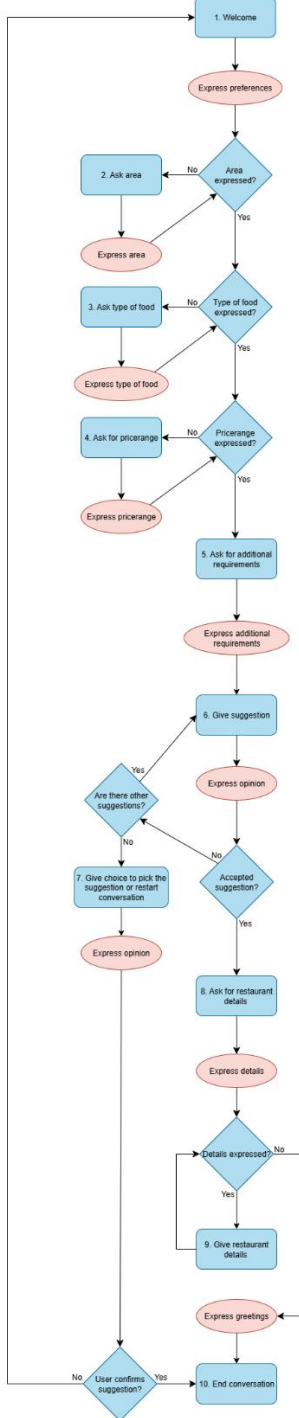 1. Welcome
Express preferences
Area
expressed?
No
2. Ask area
Express area
Yes
Type of food
expressed?
No
3. Ask type of food
Express type of food
Yes
Pricerange
expressed?
No
4. Ask for pricerange
Express pricerange
Yes
5. Ask for additional
requirements
Express additional
requirements
6. Give suggestion
Yes
Express opinion
Are there other
suggestions?
No
No
Accepted
suggestion?
7. Give choice to pick the
suggestion or restart
conversation
Yes
Express opinion
8. Ask for restaurant
details
Express details
Details expressed?
No
Yes
9. Give restaurant
details
Express greetings
No
User confirms
suggestion?
Yes
10. End conversation